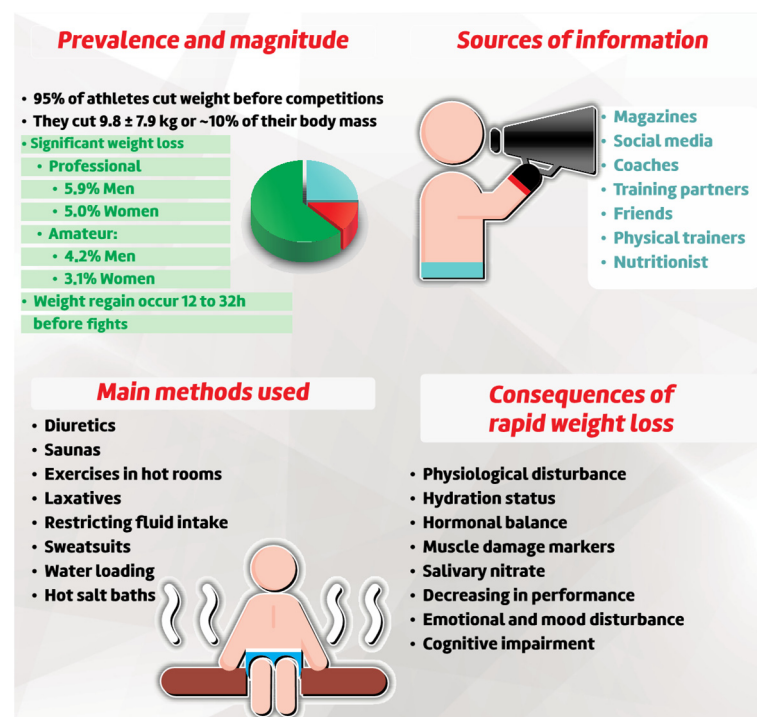 Prevalence and magnitude
• 95% of athletes cut weight before competitions
• They cut 9.8 ± 7.9 kg or ~10% of their body mass
• Significant weight loss
• Professional
• 5.9% Men
• 5.0% Women
• Amateur:
• 4.2% Men
• 3.1% Women
• Weight regain occur 12 to 32h
before fights
Sources of information
• Magazines
• Social media
• Coaches
• Training partners
• Friends
• Physical trainers
• Nutritionist
Main methods used
• Diuretics
• Saunas
• Exercises in hot rooms
• Laxatives
• Restricting fluid intake
• Sweatsuits
• Water loading
• Hot salt baths
Consequences of
rapid weight loss
• Physiological disturbance
• Hydration status
• Hormonal balance
• Muscle damage markers
• Salivary nitrate
• Decreasing in performance
• Emotional and mood disturbance
• Cognitive impairment